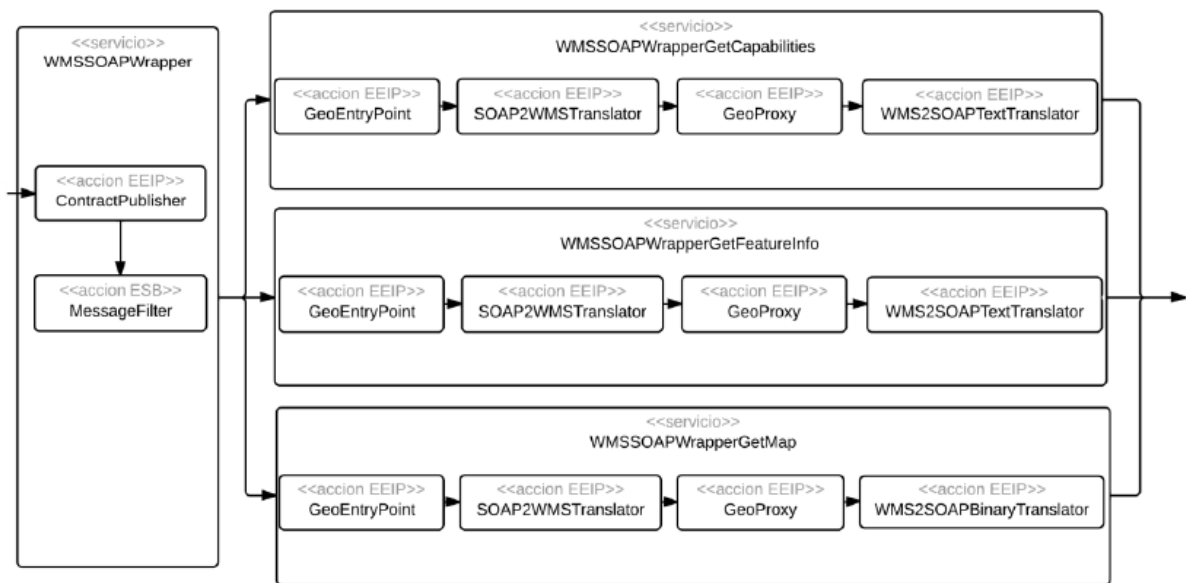 <<servicio>>
WMSSOAPWrapper
<<accion EEIP>>
ContractPublisher
<<accion ESB>>
MessageFilter
<<servicio>>
WMSSOAPWrapperGetCapabilities
<<accion EEIP>>
GeoEntryPoint
<<accion EEIP>>
SOAP2WMSTranslator
<<accion EEIP>>
GeoProxy
<<accion EEIP>>
WMS2SOAPTextTranslator
<<servicio>>
WMSSOAPWrapperGetFeatureInfo
<<accion EEIP>>
GeoEntryPoint
<<accion EEIP>>
SOAP2WMSTranslator
<<accion EEIP>>
GeoProxy
<<accion EEIP>>
WMS2SOAPTextTranslator
<<servicio>>
WMSSOAPWrapperGetMap
<<accion EEIP>>
GeoEntryPoint
<<accion EEIP>>
SOAP2WMSTranslator
<<accion EEIP>>
GeoProxy
<<accion EEIP>>
WMS2SOAPBinaryTranslator